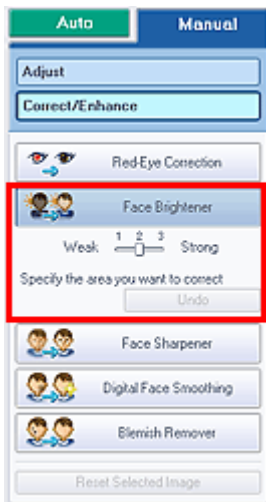 Auto Manual
Adjust
Correct/Enhance
Red-Eye Correction
Face Brightener
1 2 3
Weak Strong
Specify the area you want to correct
Undo
Face Sharpener
Digital Face Smoothing
Blemish Remover
Reset Selected Image